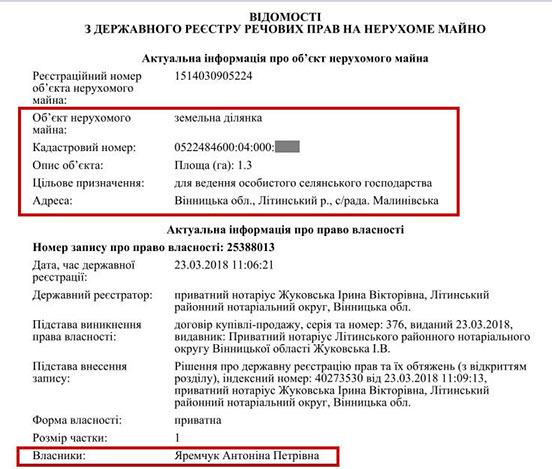 ВІДОМОСТІ
З ДЕРЖАВНОГО РЕЄСТРУ РЕЧОВИХ ПРАВ НА НЕРУХОМЕ МАЙНО
Актуальна інформація про об’єкт нерухомого майна
Реєстраційний номер об’єкта нерухомого майна: 1514030905224
Об’єкт нерухомого майна: земельна ділянка
Кадастровий номер: 0522484600:04:000:
Опис об’єкта: Площа (га): 1.3
Цільове призначення: для ведення особистого селянського господарства
Адреса: Вінницька обл., Літинський р., с/рада. Малинівська
Актуальна інформація про право власності
Номер запису про право власності: 25388013
Дата, час державної реєстрації: 23.03.2018 11:06:21
Державний реєстратор: приватний нотаріус Жуковська Ірина Вікторівна, Літинський
районний нотаріальний округ, Вінницька обл.
Підстава виникнення права власності: договір купівлі-продажу, серія та номер: 376, виданий 23.03.2018,
видавник: Приватний нотаріус Літинського районного нотаріального
округу Вінницької області Жуковська І.В.
Підстава внесення запису: Рішення про державну реєстрацію прав та їх обтяжень (з відкриттям
розділу), індексний номер: 40273530 від 23.03.2018 11:09:13,
приватний нотаріус Жуковська Ірина Вікторівна, Літинський
районний нотаріальний округ, Вінницька обл.
Форма власності: приватна
Розмір частки: 1
Власники: Яремчук Антоніна Петрівна